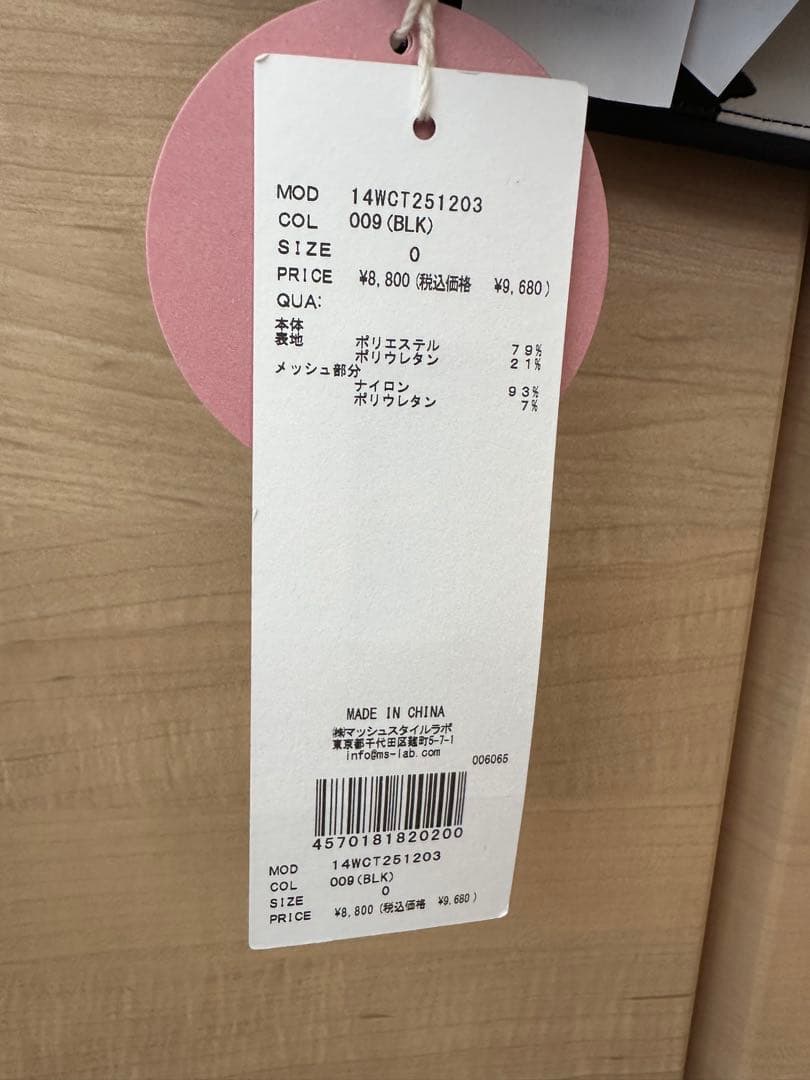 MOD 14WCT251203
COL 009(BLK)
SIZE 0
PRICE ¥8,800(税込価格 ¥9,680)
QUA:
本体
表地 ポリエステル 79%
ポリウレタン 21%
メッシュ部分
ナイロン 93%
ポリウレタン 7%
MADE IN CHINA
㈱マッシュスタイルラボ
東京都千代田区麹町5-7-1
info@ms-lab.com
006065
4570181820200
MOD 14WCT251203
COL 009(BLK)
SIZE 0
PRICE ¥8,800(税込価格 ¥9,680)